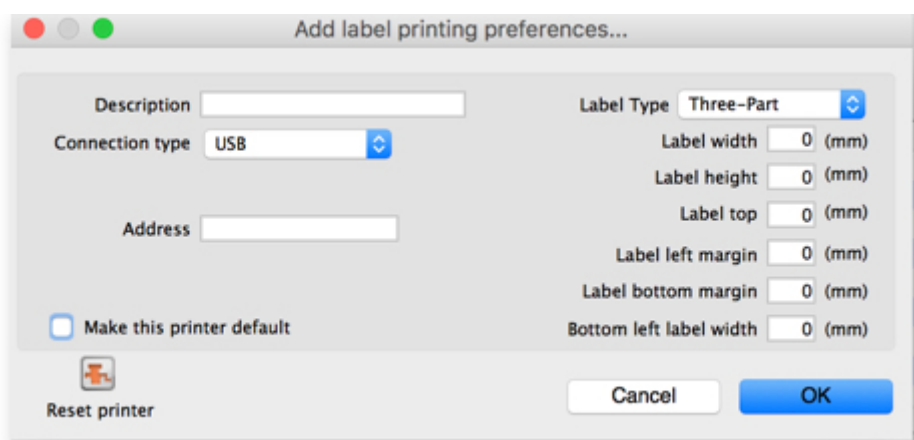 Add label printing preferences...
Description
Label Type Three-Part
Connection type USB
Label width 0 (mm)
Label height 0 (mm)
Label top 0 (mm)
Address
Label left margin 0 (mm)
Label bottom margin 0 (mm)
Make this printer default
Bottom left label width 0 (mm)
Reset printer
Cancel
OK